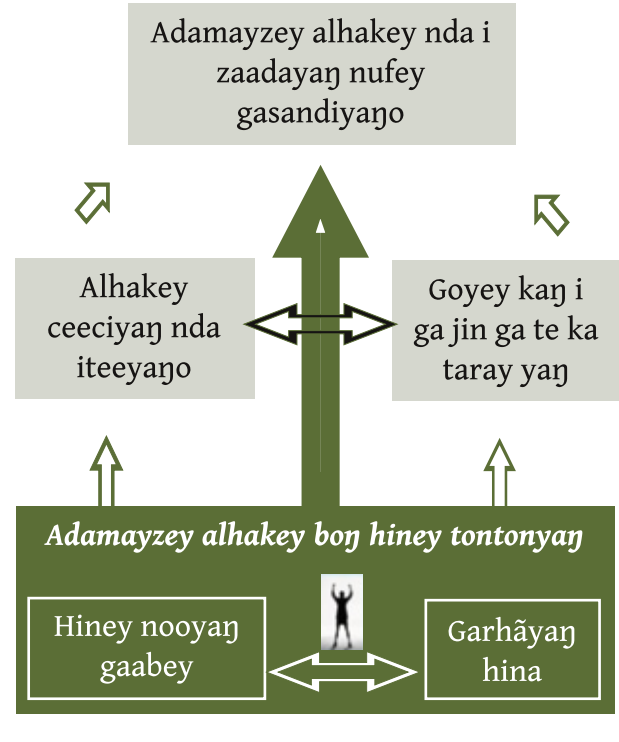 Adamayzey alhakey nda i
zaadayaŋ nufey
gasandiyaŋo
Alhakey
ceeciyaŋ nda
iteeyaŋo
Goyey kaŋ i
ga jin ga te ka
taray yaŋ
Adamayzey alhakey boŋ hiney tontonyaŋ
Hiney nooyaŋ
gaabey
Garhãyaŋ
hina